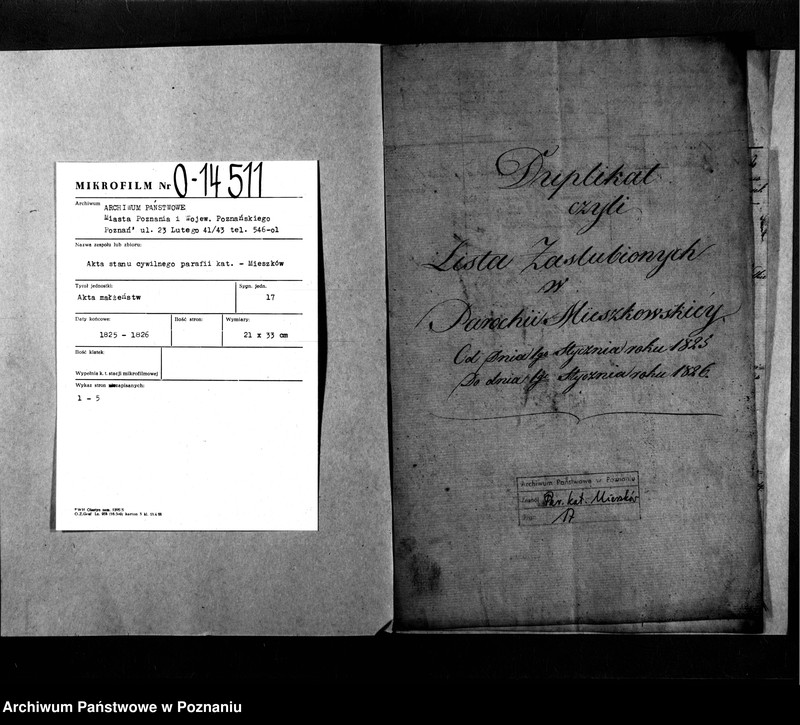 MIKROFILM Nr O-14511
Archiwum
ARCHIWUM PAŃSTWOWE
Miasta Poznania i Wojew. Poznańskiego
Poznań ul. 23 Lutego 41/43 tel. 546-01
Nazwa zespołu lub zbioru:
Akta stanu cywilnego parafii kat. - Mieszków
Tytuł jednostki:
Akta małżeństw
Sygn. jedn.
17
Daty końcowe:
1825 - 1826
Ilość stron:
Wymiary:
21 x 33 cm
Ilość klatek:
Wypełnia k. t. stacji mikrofilmowej
Wykaz stron zapisanych:
1 - 5
Duplikat
czyli
Lista Zaslubionych
w
Parochii Mieszkowskiéy
Od dnia 1go Stycznia roku 1825
Do dnia Stycznia roku 1826.
Archiwum Państwowe w Poznaniu
Zespół Par. kat. Mieszków
17
Archiwum Państwowe w Poznaniu